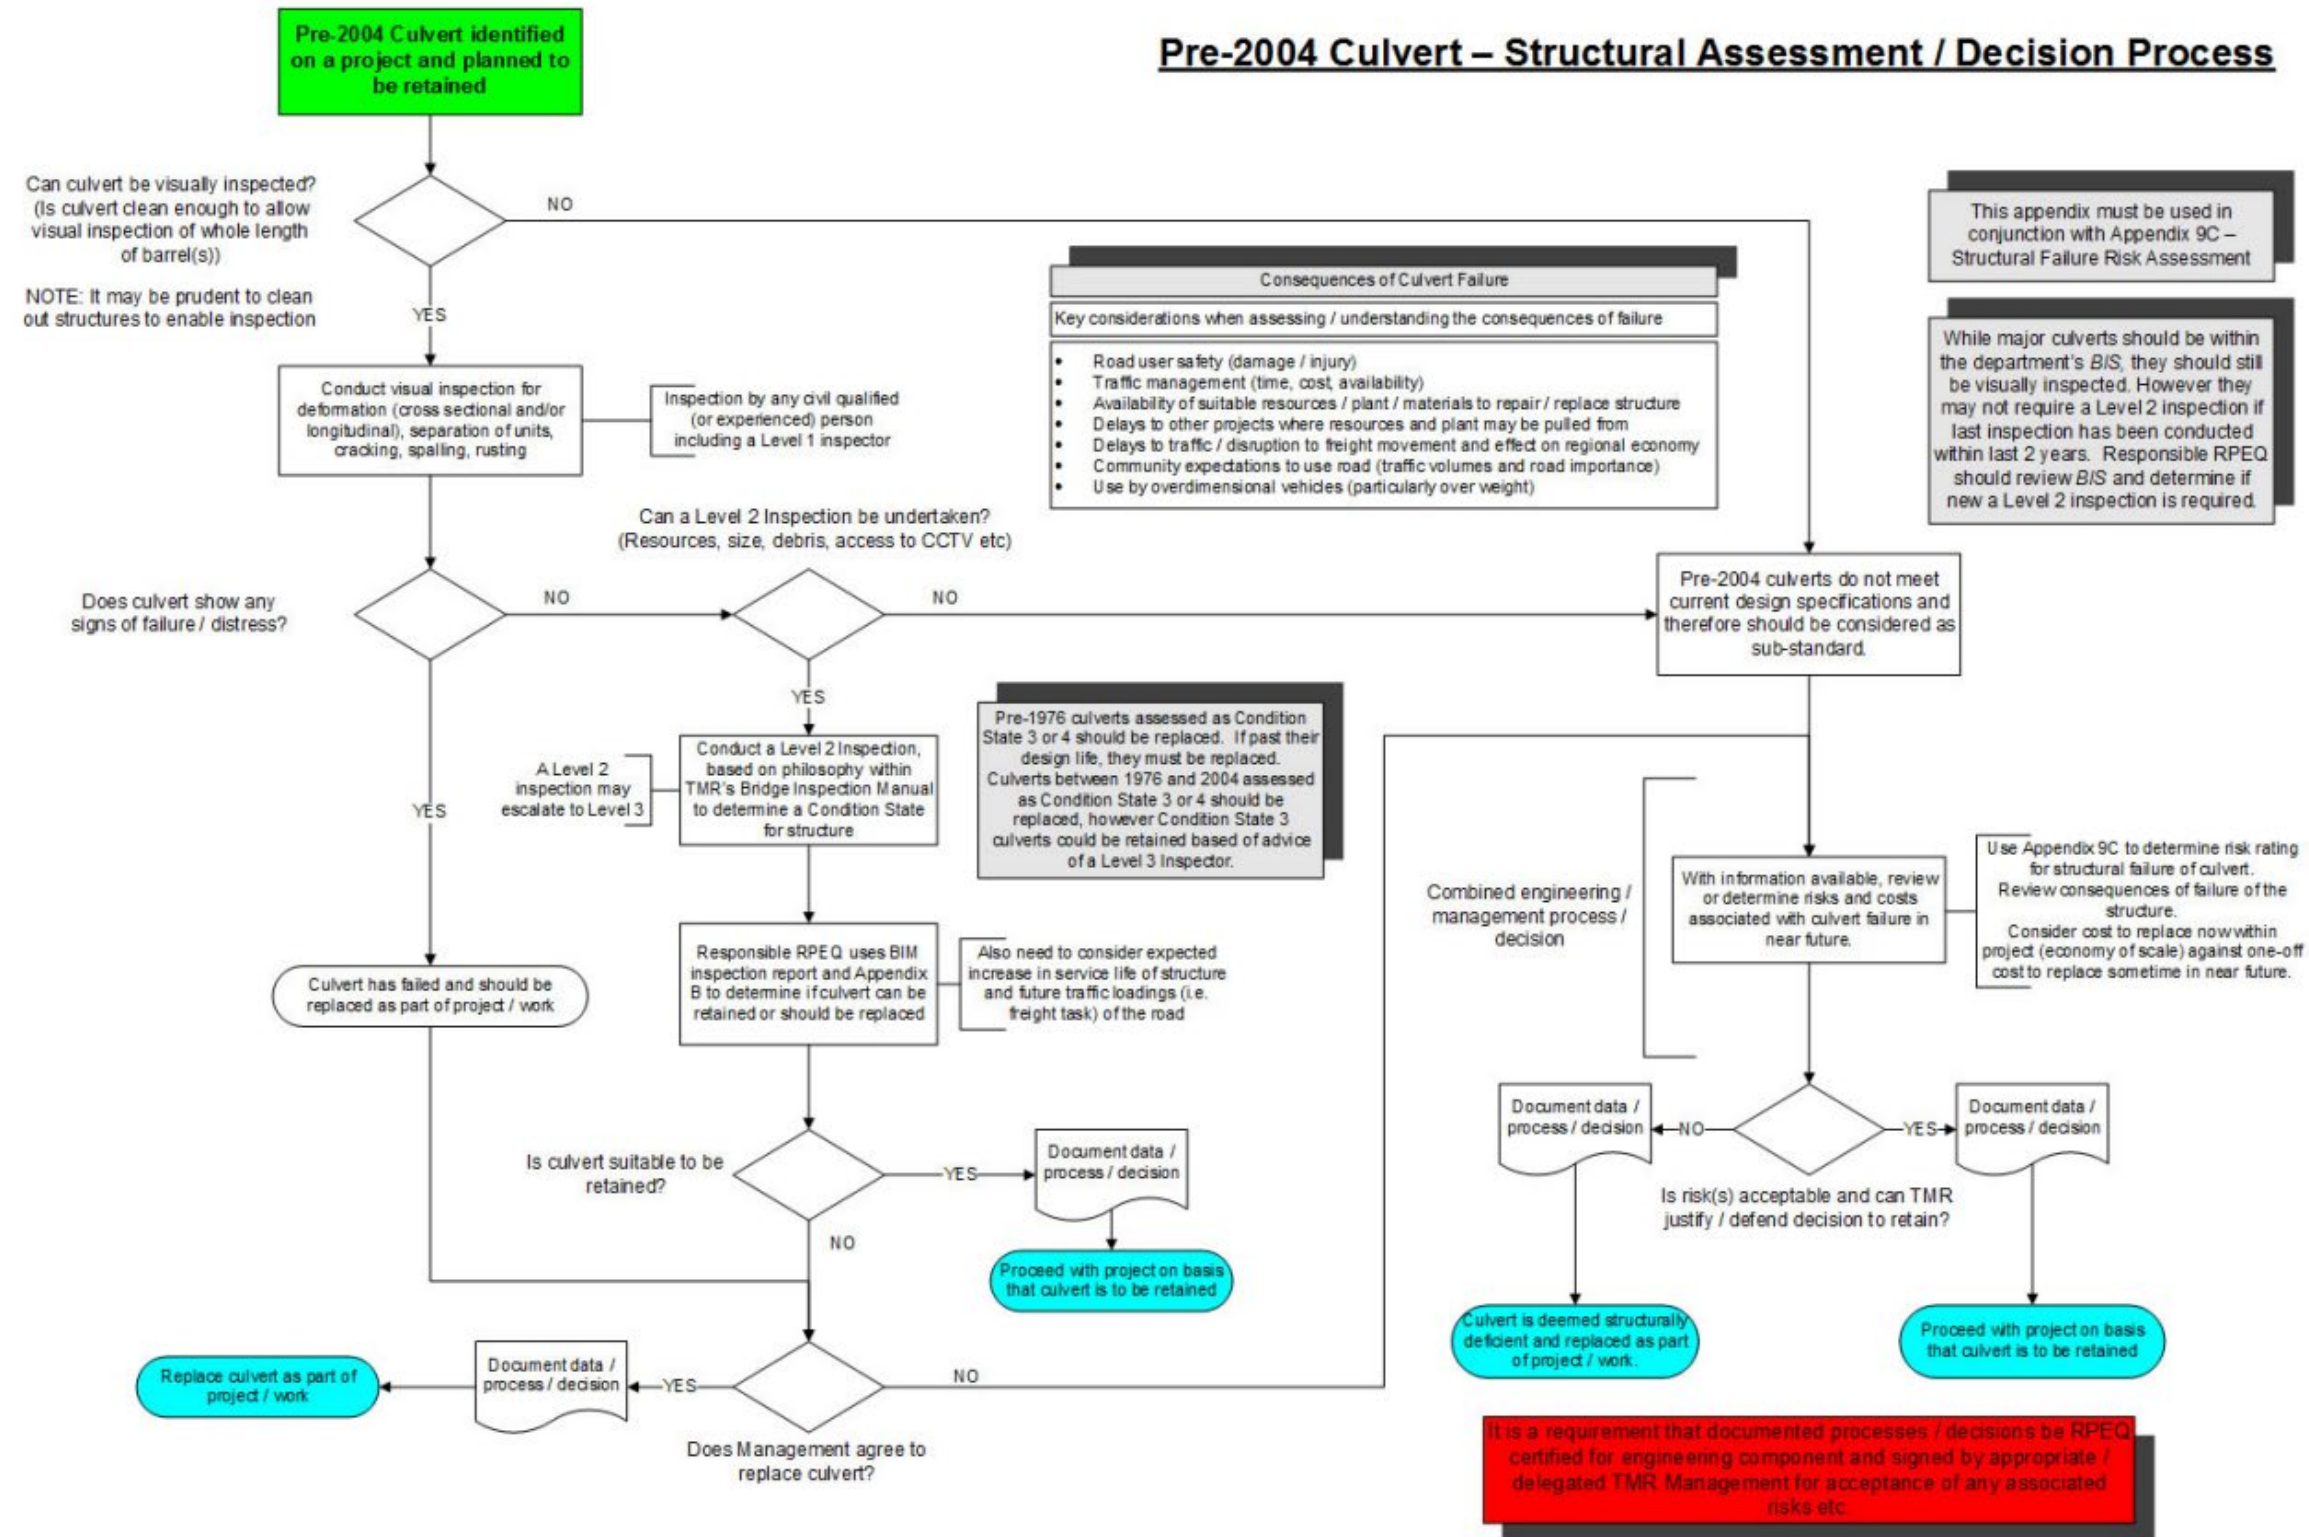 Pre-2004 Culvert – Structural Assessment / Decision Process
Pre-2004 Culvert identified
on a project and planned to
be retained
Can culvert be visually inspected?
(Is culvert clean enough to allow
visual inspection of whole length
of barrel(s))
NOTE: It may be prudent to clean
out structures to enable inspection
NO
YES
This appendix must be used in
conjunction with Appendix 9C –
Structural Failure Risk Assessment
Consequences of Culvert Failure
Key considerations when assessing / understanding the consequences of failure
• Road user safety (damage / injury)
• Traffic management (time, cost, availability)
• Availability of suitable resources / plant / materials to repair / replace structure
• Delays to other projects where resources and plant may be pulled from
• Delays to traffic / disruption to freight movement and effect on regional economy
• Community expectations to use road (traffic volumes and road importance)
• Use by overdimensional vehicles (particularly over weight)
While major culverts should be within
the department's BIS, they should still
be visually inspected. However they
may not require a Level 2 inspection if
last inspection has been conducted
within last 2 years. Responsible RPEQ
should review BIS and determine if
new a Level 2 inspection is required.
Conduct visual inspection for
deformation (cross sectional and/or
longitudinal), separation of units,
cracking, spalling, rusting
Inspection by any civil qualified
(or experienced) person
including a Level 1 inspector
Can a Level 2 Inspection be undertaken?
(Resources, size, debris, access to CCTV etc)
Does culvert show any
signs of failure / distress?
NO
NO
YES
YES
Pre-2004 culverts do not meet
current design specifications and
therefore should be considered as
sub-standard.
Pre-1976 culverts assessed as Condition
State 3 or 4 should be replaced. If past their
design life, they must be replaced.
Culverts between 1976 and 2004 assessed
as Condition State 3 or 4 should be
replaced, however Condition State 3
culverts could be retained based of advice
of a Level 3 Inspector.
A Level 2
inspection may
escalate to Level 3
Conduct a Level 2 Inspection,
based on philosophy within
TMR's Bridge Inspection Manual
to determine a Condition State
for structure
Combined engineering /
management process /
decision
With information available, review
or determine risks and costs
associated with culvert failure in
near future.
Use Appendix 9C to determine risk rating
for structural failure of culvert.
Review consequences of failure of the
structure.
Consider cost to replace now within
project (economy of scale) against one-off
cost to replace sometime in near future.
Culvert has failed and should be
replaced as part of project / work
Responsible RPEQ uses BIM
inspection report and Appendix
B to determine if culvert can be
retained or should be replaced
Also need to consider expected
increase in service life of structure
and future traffic loadings (i.e.
freight task) of the road
Is culvert suitable to be
retained?
YES
Document data /
process / decision
NO
Proceed with project on basis
that culvert is to be retained
Document data /
process / decision
NO
YES
Document data /
process / decision
Is risk(s) acceptable and can TMR
justify / defend decision to retain?
Culvert is deemed structurally
deficient and replaced as part
of project / work.
Proceed with project on basis
that culvert is to be retained
Replace culvert as part of
project / work
Document data /
process / decision
YES
NO
Does Management agree to
replace culvert?
It is a requirement that documented processes / decisions be RPEQ
certified for engineering component and signed by appropriate /
delegated TMR Management for acceptance of any associated
risks etc.